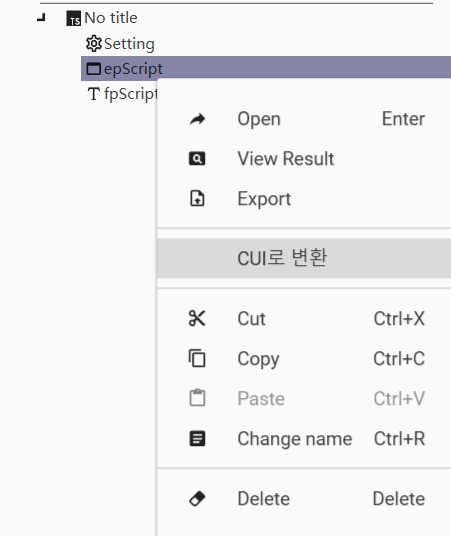 TS No title
Setting
epScript
fpScript
Open Enter
View Result
Export
CUI로 변환
Cut Ctrl+X
Copy Ctrl+C
Paste Ctrl+V
Change name Ctrl+R
Delete Delete